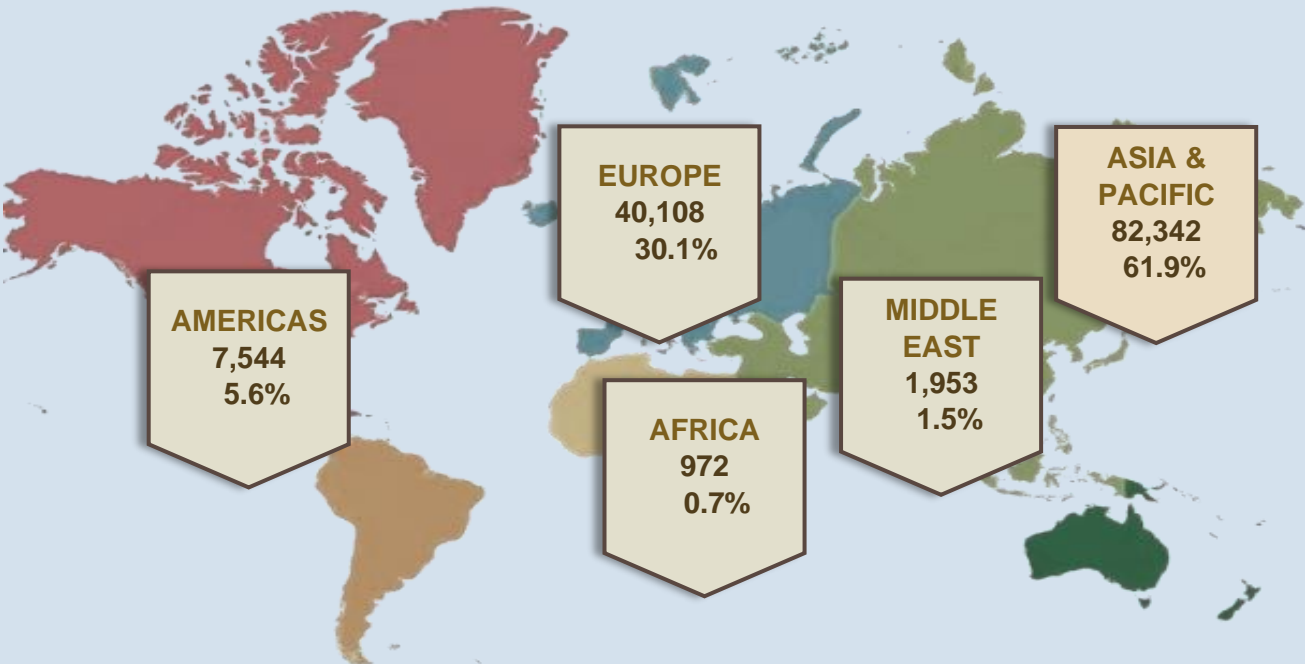 EUROPE
40,108
30.1%
ASIA &
PACIFIC
82,342
61.9%
AMERICAS
7,544
5.6%
MIDDLE
EAST
1,953
1.5%
AFRICA
972
0.7%